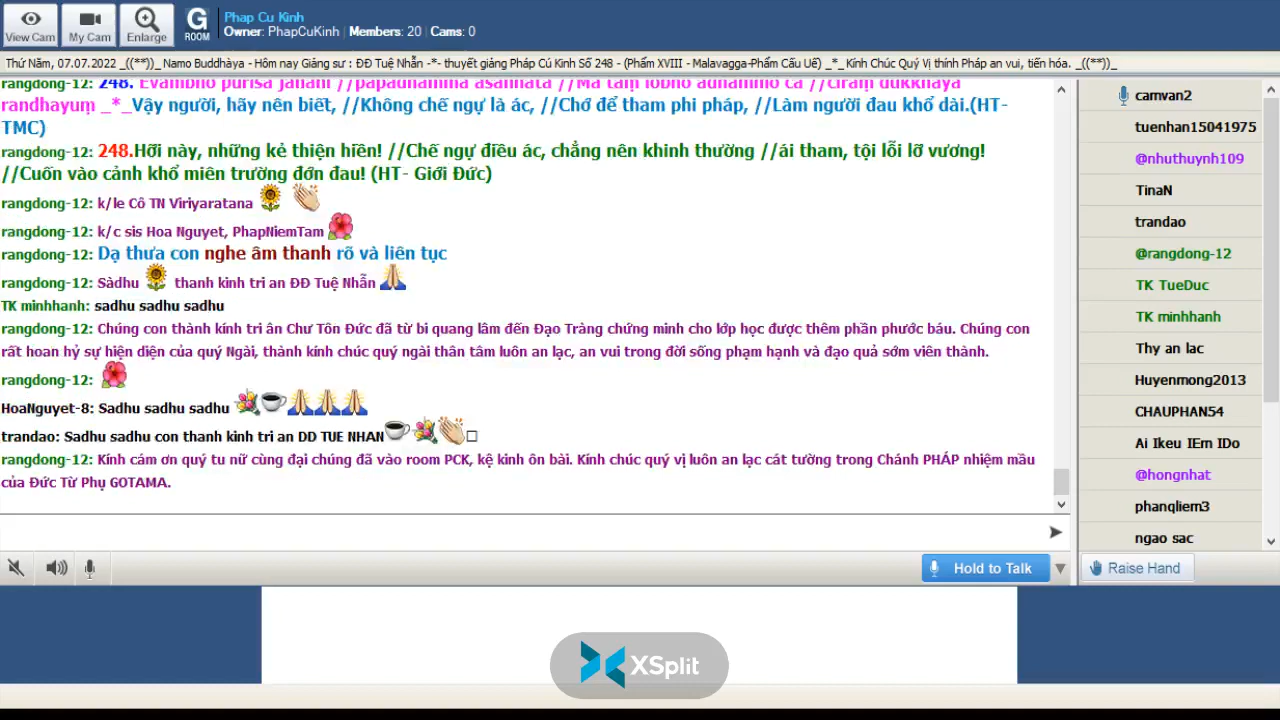 Phap Cu Kinh
G
ROOM
Owner: PhapCuKinh | Members: 20 | Cams: 0
View Cam
My Cam
Enlarge
Thứ Năm, 07.07.2022 _((**))_ Namo Buddhàya - Hôm nay Giảng sư : ĐĐ Tuệ Nhẫn -*- thuyết giảng Pháp Cú Kinh Số 248 - (Phẩm XVIII - Malavagga-Phẩm Cấu Uế) _*_ Kính Chúc Quý Vị thính Pháp an vui, tiến hóa. _((**))_
rangdong-12: 248.
randhayuṃ _*_Vậy người, hãy nên biết, //Không chế ngự là ác, //Chớ để tham phi pháp, //Làm người đau khổ dài.(HT-
TMC)
rangdong-12: 248.Hỡi này, những kẻ thiện hiền! //Chế ngự điều ác, chẳng nên khinh thường //ái tham, tội lỗi lỡ vương!
//Cuốn vào cảnh khổ miên trường đớn đau! (HT- Giới Đức)
rangdong-12: k/le Cô TN Viriyaratana
rangdong-12: k/c sis Hoa Nguyet, PhapNiemTam
rangdong-12: Dạ thưa con nghe âm thanh rõ và liên tục
rangdong-12: Sàdhu thanh kinh tri an ĐĐ Tuệ Nhẫn
TK minhhanh: sadhu sadhu sadhu
rangdong-12: Chúng con thành kính tri ân Chư Tôn Đức đã từ bi quang lâm đến Đạo Tràng chứng minh cho lớp học được thêm phần phước báu. Chúng con
rất hoan hỷ sự hiện diện của quý Ngài, thành kính chúc quý ngài thân tâm luôn an lạc, an vui trong đời sống phạm hạnh và đạo quả sớm viên thành.
rangdong-12:
HoaNguyet-8: Sadhu sadhu sadhu
trandao: Sadhu sadhu con thanh kinh tri an DD TUE NHAN
rangdong-12: Kính cám ơn quý tu nữ cùng đại chúng đã vào room PCK, kệ kinh ôn bài. Kính chúc quý vị luôn an lạc cát tường trong Chánh PHÁP nhiệm mầu
của Đức Từ Phụ GOTAMA.
camvan2
tuenhan15041975
@nhuthuynh109
TinaN
trandao
@rangdong-12
TK TueDuc
TK minhhanh
Thy an lac
Huyenmong2013
CHAUPHAN54
Ai Ikeu IEm IDo
@hongnhat
phanqliem3
ngao sac
Hold to Talk
Raise Hand
XSplit